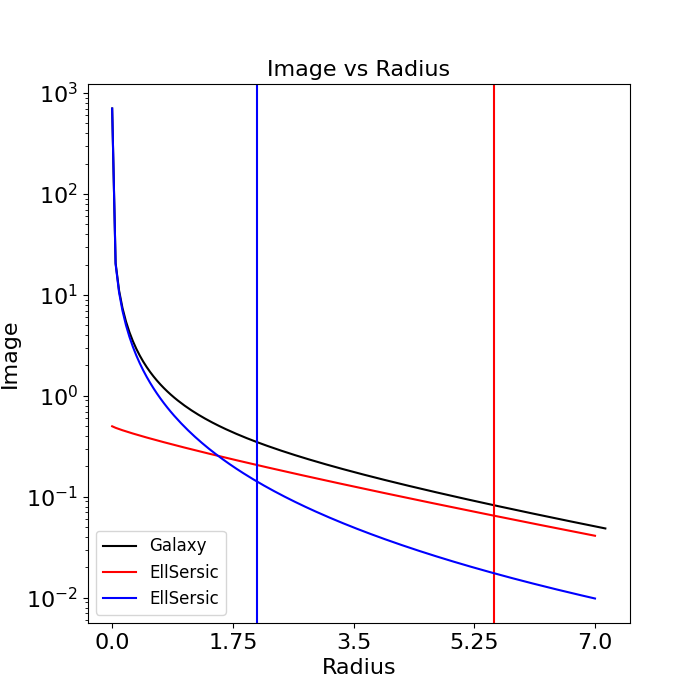 Image vs Radius
Image
10³
10²
10¹
10⁰
10⁻¹
10⁻²
Galaxy
EllSersic
EllSersic
0.0 1.75 3.5 5.25 7.0
Radius